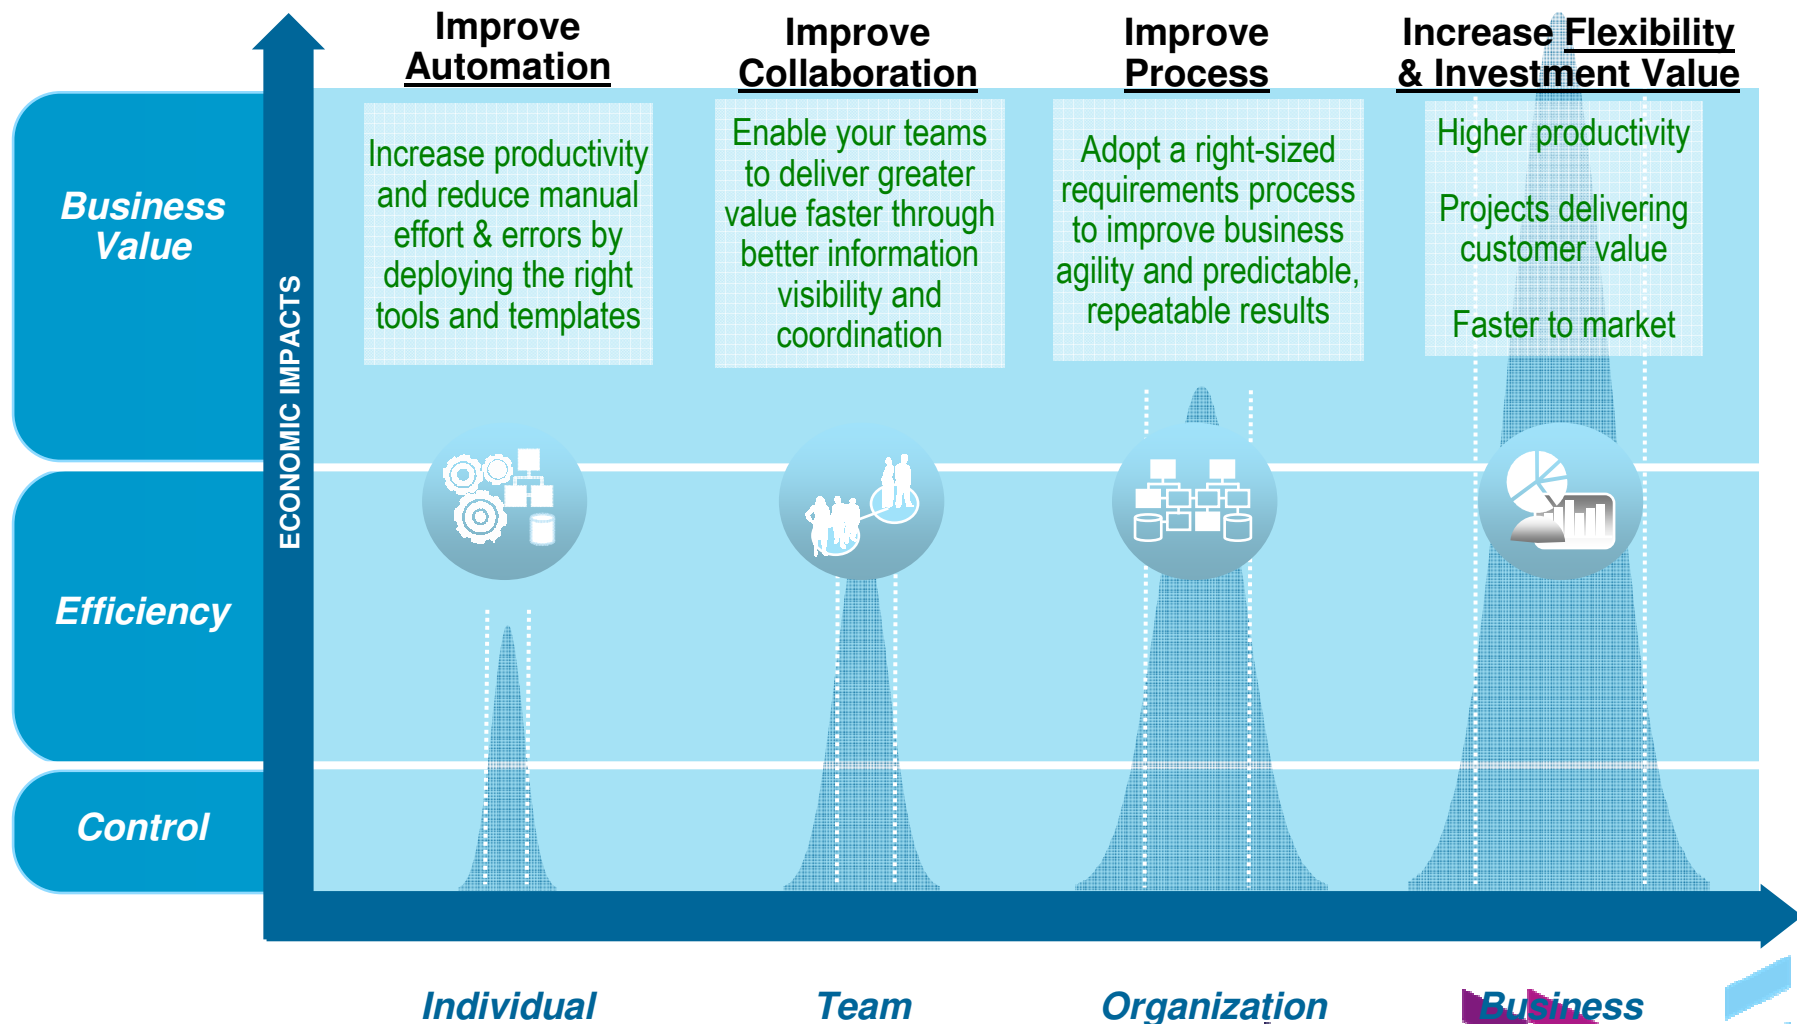 Improve
Automation
Improve
Collaboration
Improve
Process
Increase Flexibility
& Investment Value
Business
Value
Efficiency
Control
ECONOMIC IMPACTS
Increase productivity
and reduce manual
effort & errors by
deploying the right
tools and templates
Enable your teams
to deliver greater
value faster through
better information
visibility and
coordination
Adopt a right-sized
requirements process
to improve business
agility and predictable,
repeatable results
Higher productivity
Projects delivering
customer value
Faster to market
Individual
Team
Organization
Business